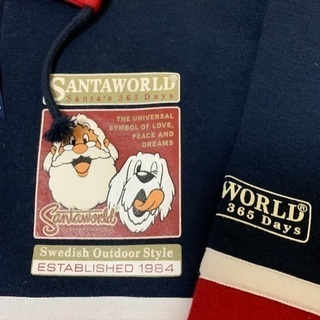 SANTAWORLD®
Santa's 365 Days
THE UNIVERSAL
SYMBOL OF LOVE,
PEACE AND
DREAMS
Santaworld
Swedish Outdoor Style
ESTABLISHED 1984
WORLD®
365 Days